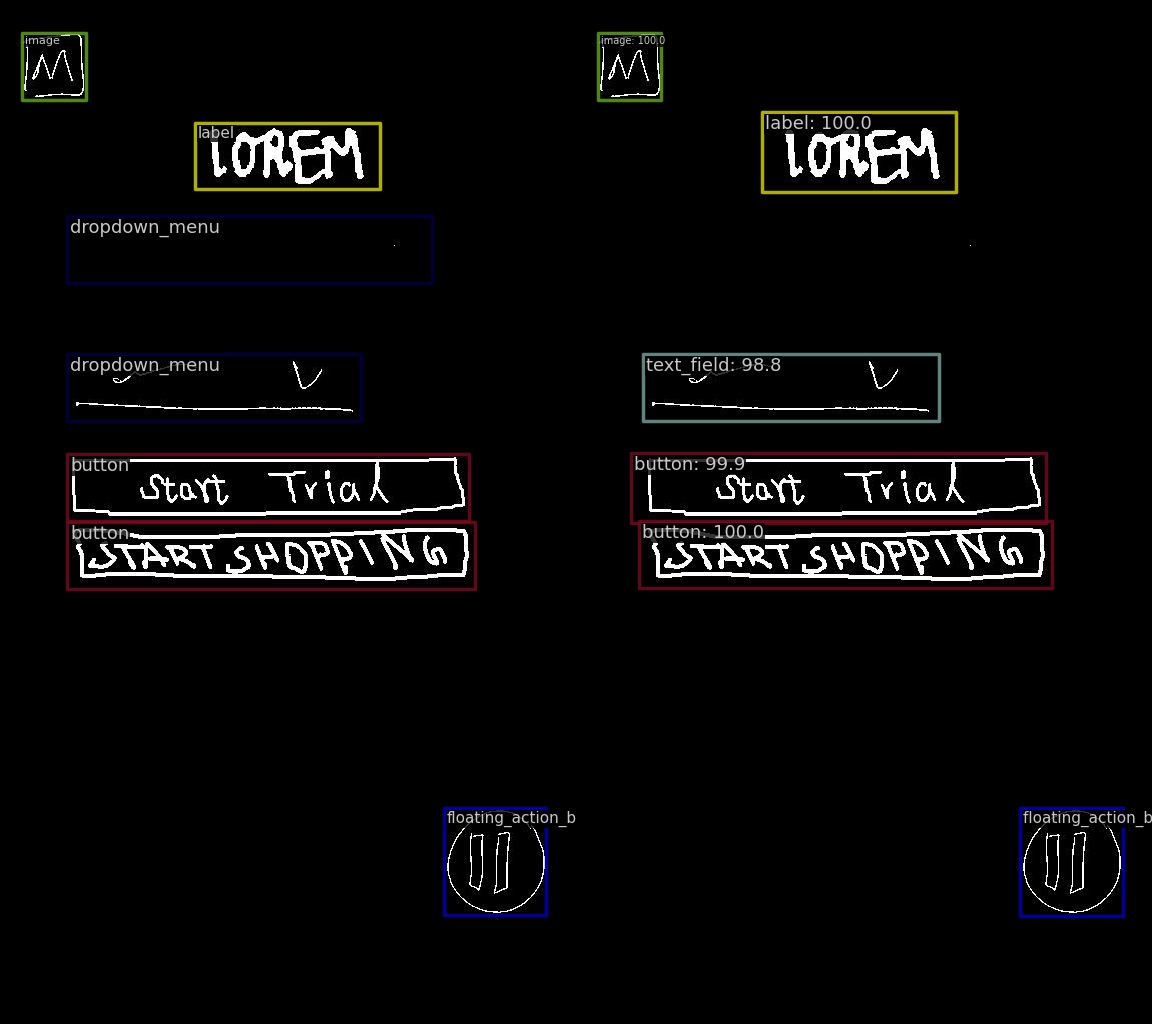 image
image: 100.0
M
M
label
label: 100.0
lOREM
lOREM
dropdown_menu
dropdown_menu
text_field: 98.8
button
button: 99.9
Start Trial
Start Trial
button
button: 100.0
START SHOPPING
START SHOPPING
floating_action_b
floating_action_b